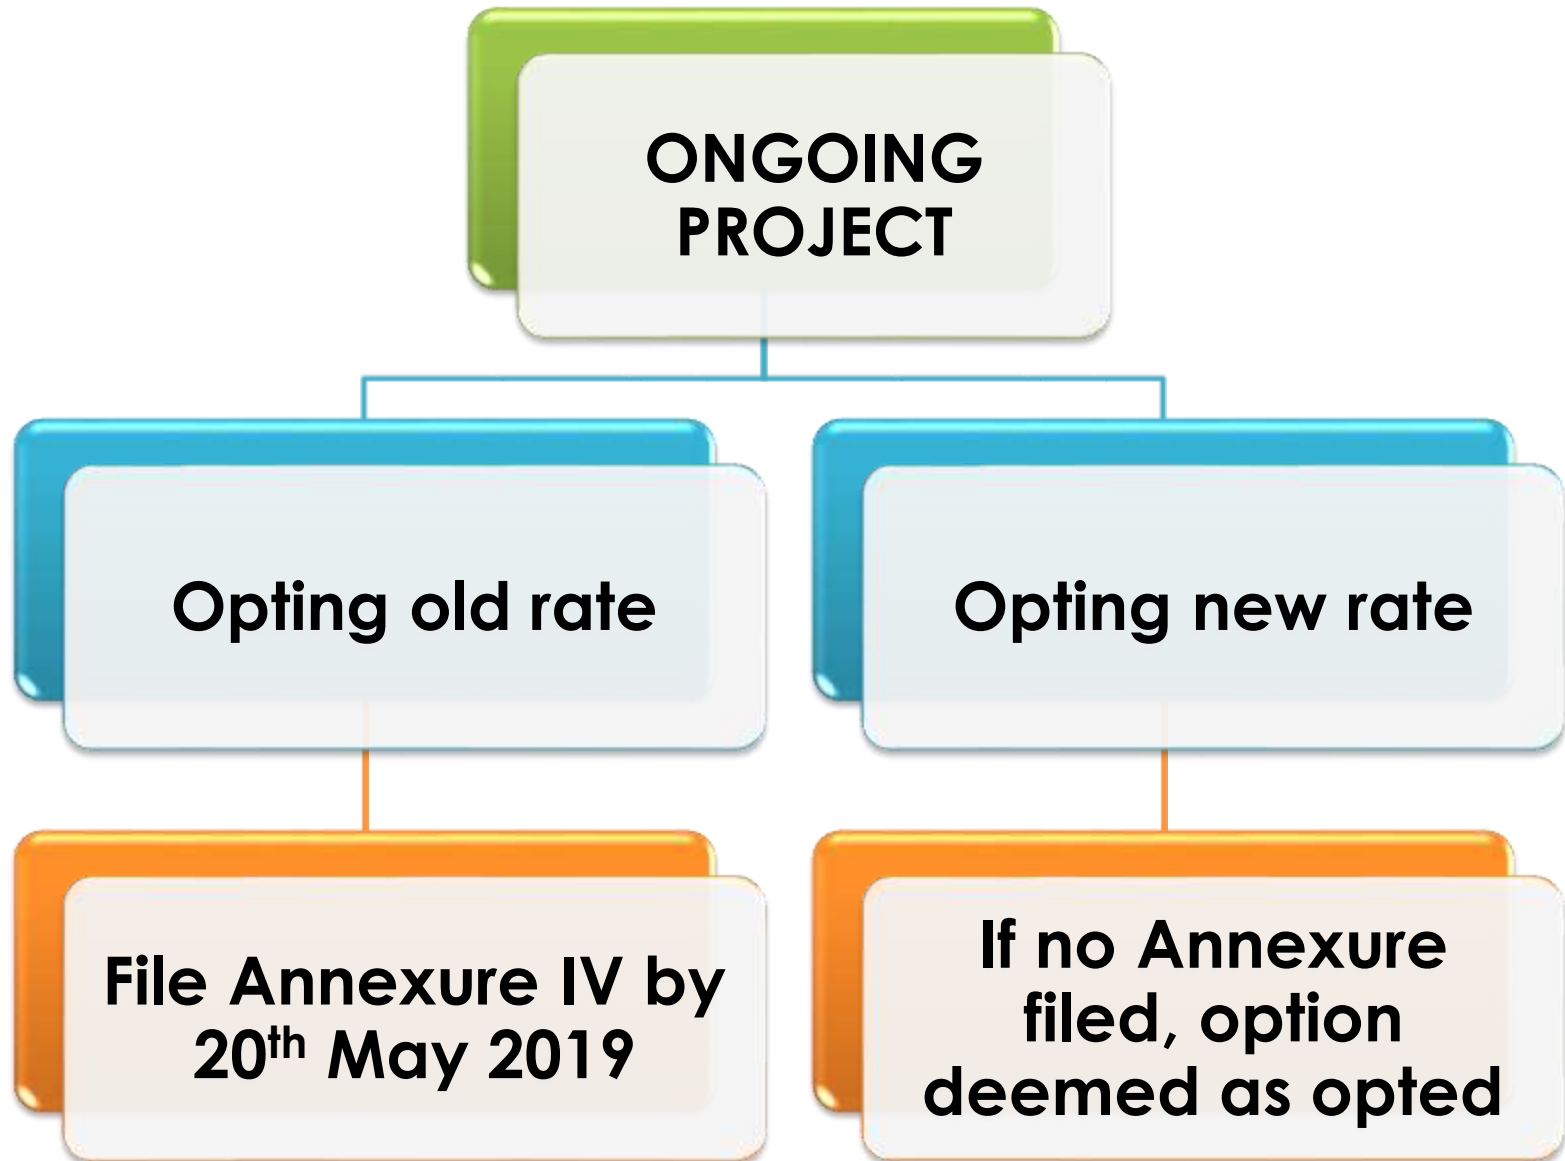 ONGOING
PROJECT
Opting old rate
Opting new rate
File Annexure IV by
20th May 2019
If no Annexure
filed, option
deemed as opted